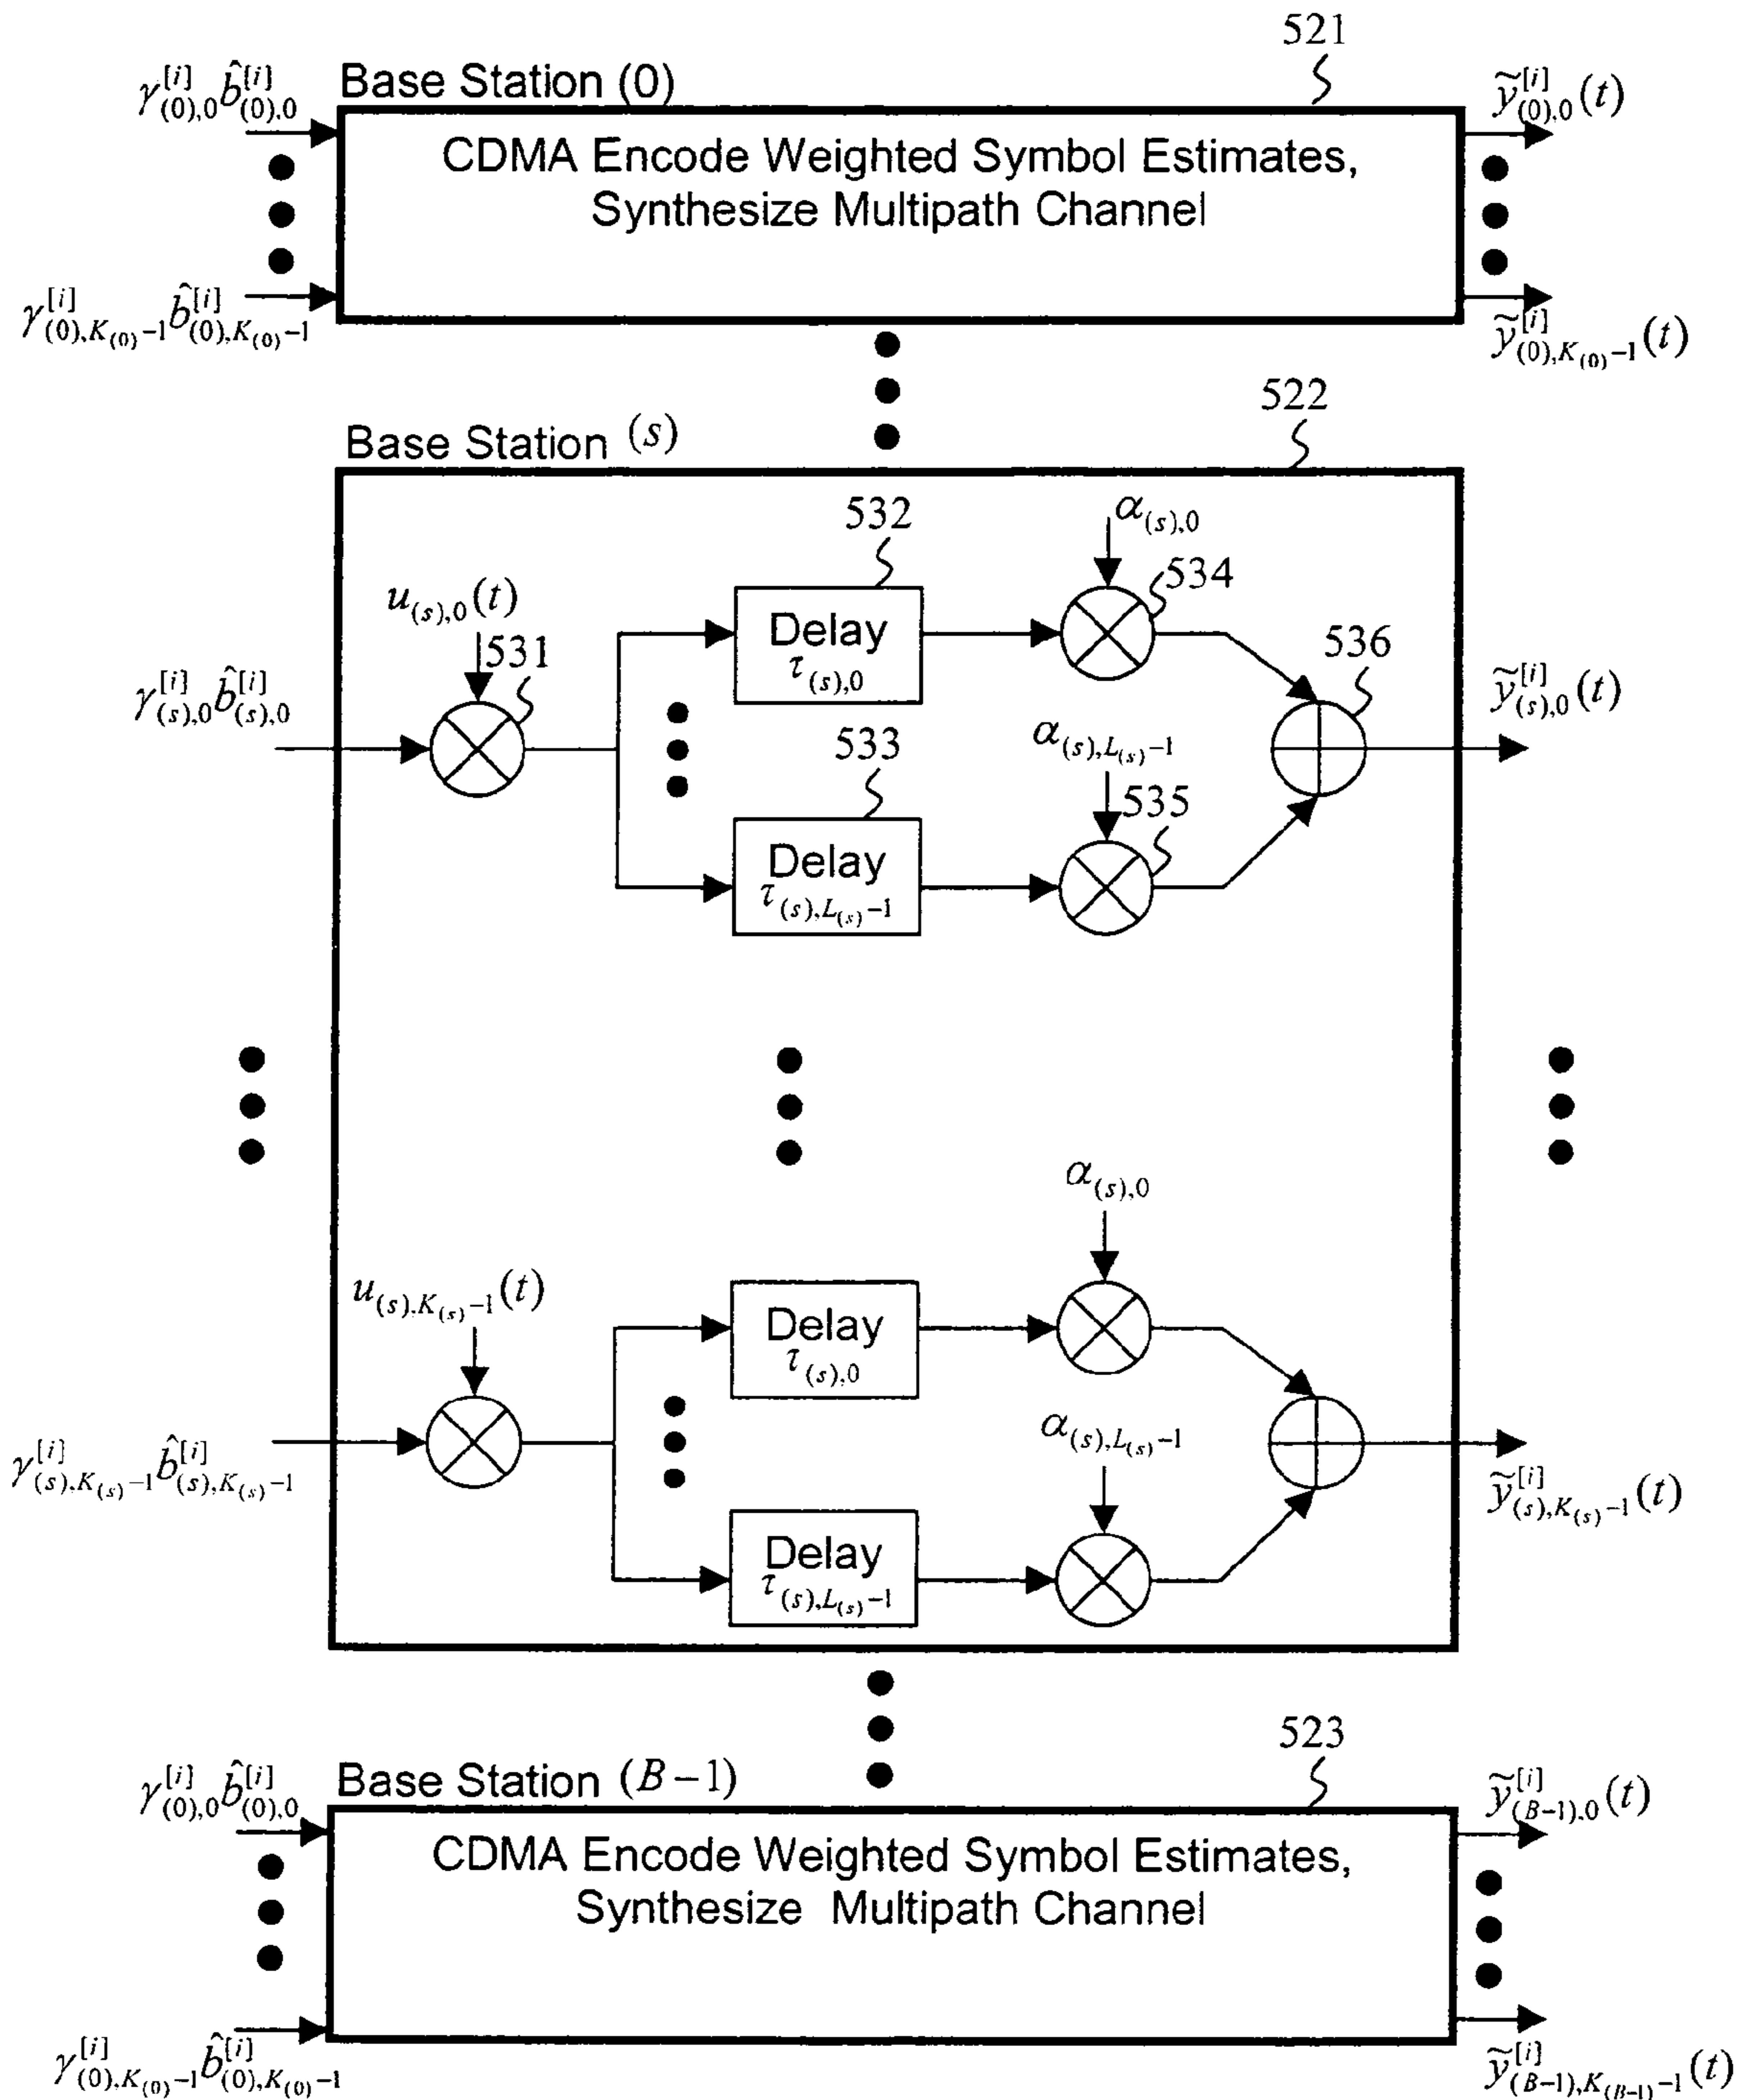 521
Base Station (0)
γ^{[i]}_{(0),0} b̂^{[i]}_{(0),0}
ỹ^{[i]}_{(0),0}(t)
CDMA Encode Weighted Symbol Estimates,
Synthesize Multipath Channel
γ^{[i]}_{(0),K_{(0)}-1} b̂^{[i]}_{(0),K_{(0)}-1}
ỹ^{[i]}_{(0),K_{(0)}-1}(t)
522
Base Station (s)
532
α_{(s),0}
534
u_{(s),0}(t)
531
Delay
τ_{(s),0}
536
γ^{[i]}_{(s),0} b̂^{[i]}_{(s),0}
ỹ^{[i]}_{(s),0}(t)
533
α_{(s),L_{(s)}-1}
535
Delay
τ_{(s),L_{(s)}-1}
α_{(s),0}
u_{(s),K_{(s)}-1}(t)
Delay
τ_{(s),0}
α_{(s),L_{(s)}-1}
γ^{[i]}_{(s),K_{(s)}-1} b̂^{[i]}_{(s),K_{(s)}-1}
ỹ^{[i]}_{(s),K_{(s)}-1}(t)
Delay
τ_{(s),L_{(s)}-1}
523
Base Station (B-1)
γ^{[i]}_{(0),0} b̂^{[i]}_{(0),0}
ỹ^{[i]}_{(B-1),0}(t)
CDMA Encode Weighted Symbol Estimates,
Synthesize Multipath Channel
γ^{[i]}_{(0),K_{(0)}-1} b̂^{[i]}_{(0),K_{(0)}-1}
ỹ^{[i]}_{(B-1),K_{(B-1)}-1}(t)